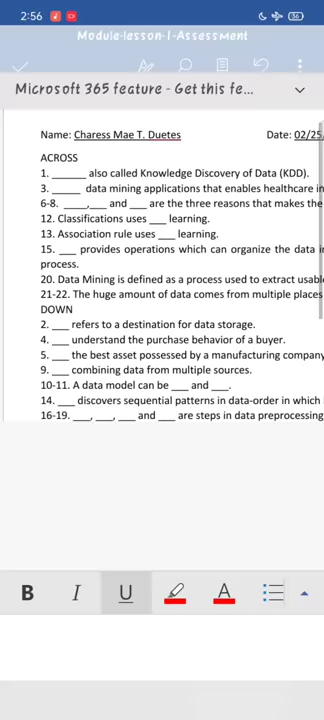 2:56
36
Module-lesson-1-Assessment
Microsoft 365 feature - Get this fe...
Name: Charess Mae T. Duetes Date: 02/25/
ACROSS
1. ______ also called Knowledge Discovery of Data (KDD).
3. _____ data mining applications that enables healthcare in
6-8. ____,___ and ___ are the three reasons that makes the
12. Classifications uses ___ learning.
13. Association rule uses ___ learning.
15. ___ provides operations which can organize the data in
process.
20. Data Mining is defined as a process used to extract usabl
21-22. The huge amount of data comes from multiple places
DOWN
2. ___ refers to a destination for data storage.
4. ___ understand the purchase behavior of a buyer.
5. ___ the best asset possessed by a manufacturing company
9. ___ combining data from multiple sources.
10-11. A data model can be ___ and ___.
14. ___ discovers sequential patterns in data-order in which
16-19. ___, ___, ___ and ___ are steps in data preprocessing
B I U A